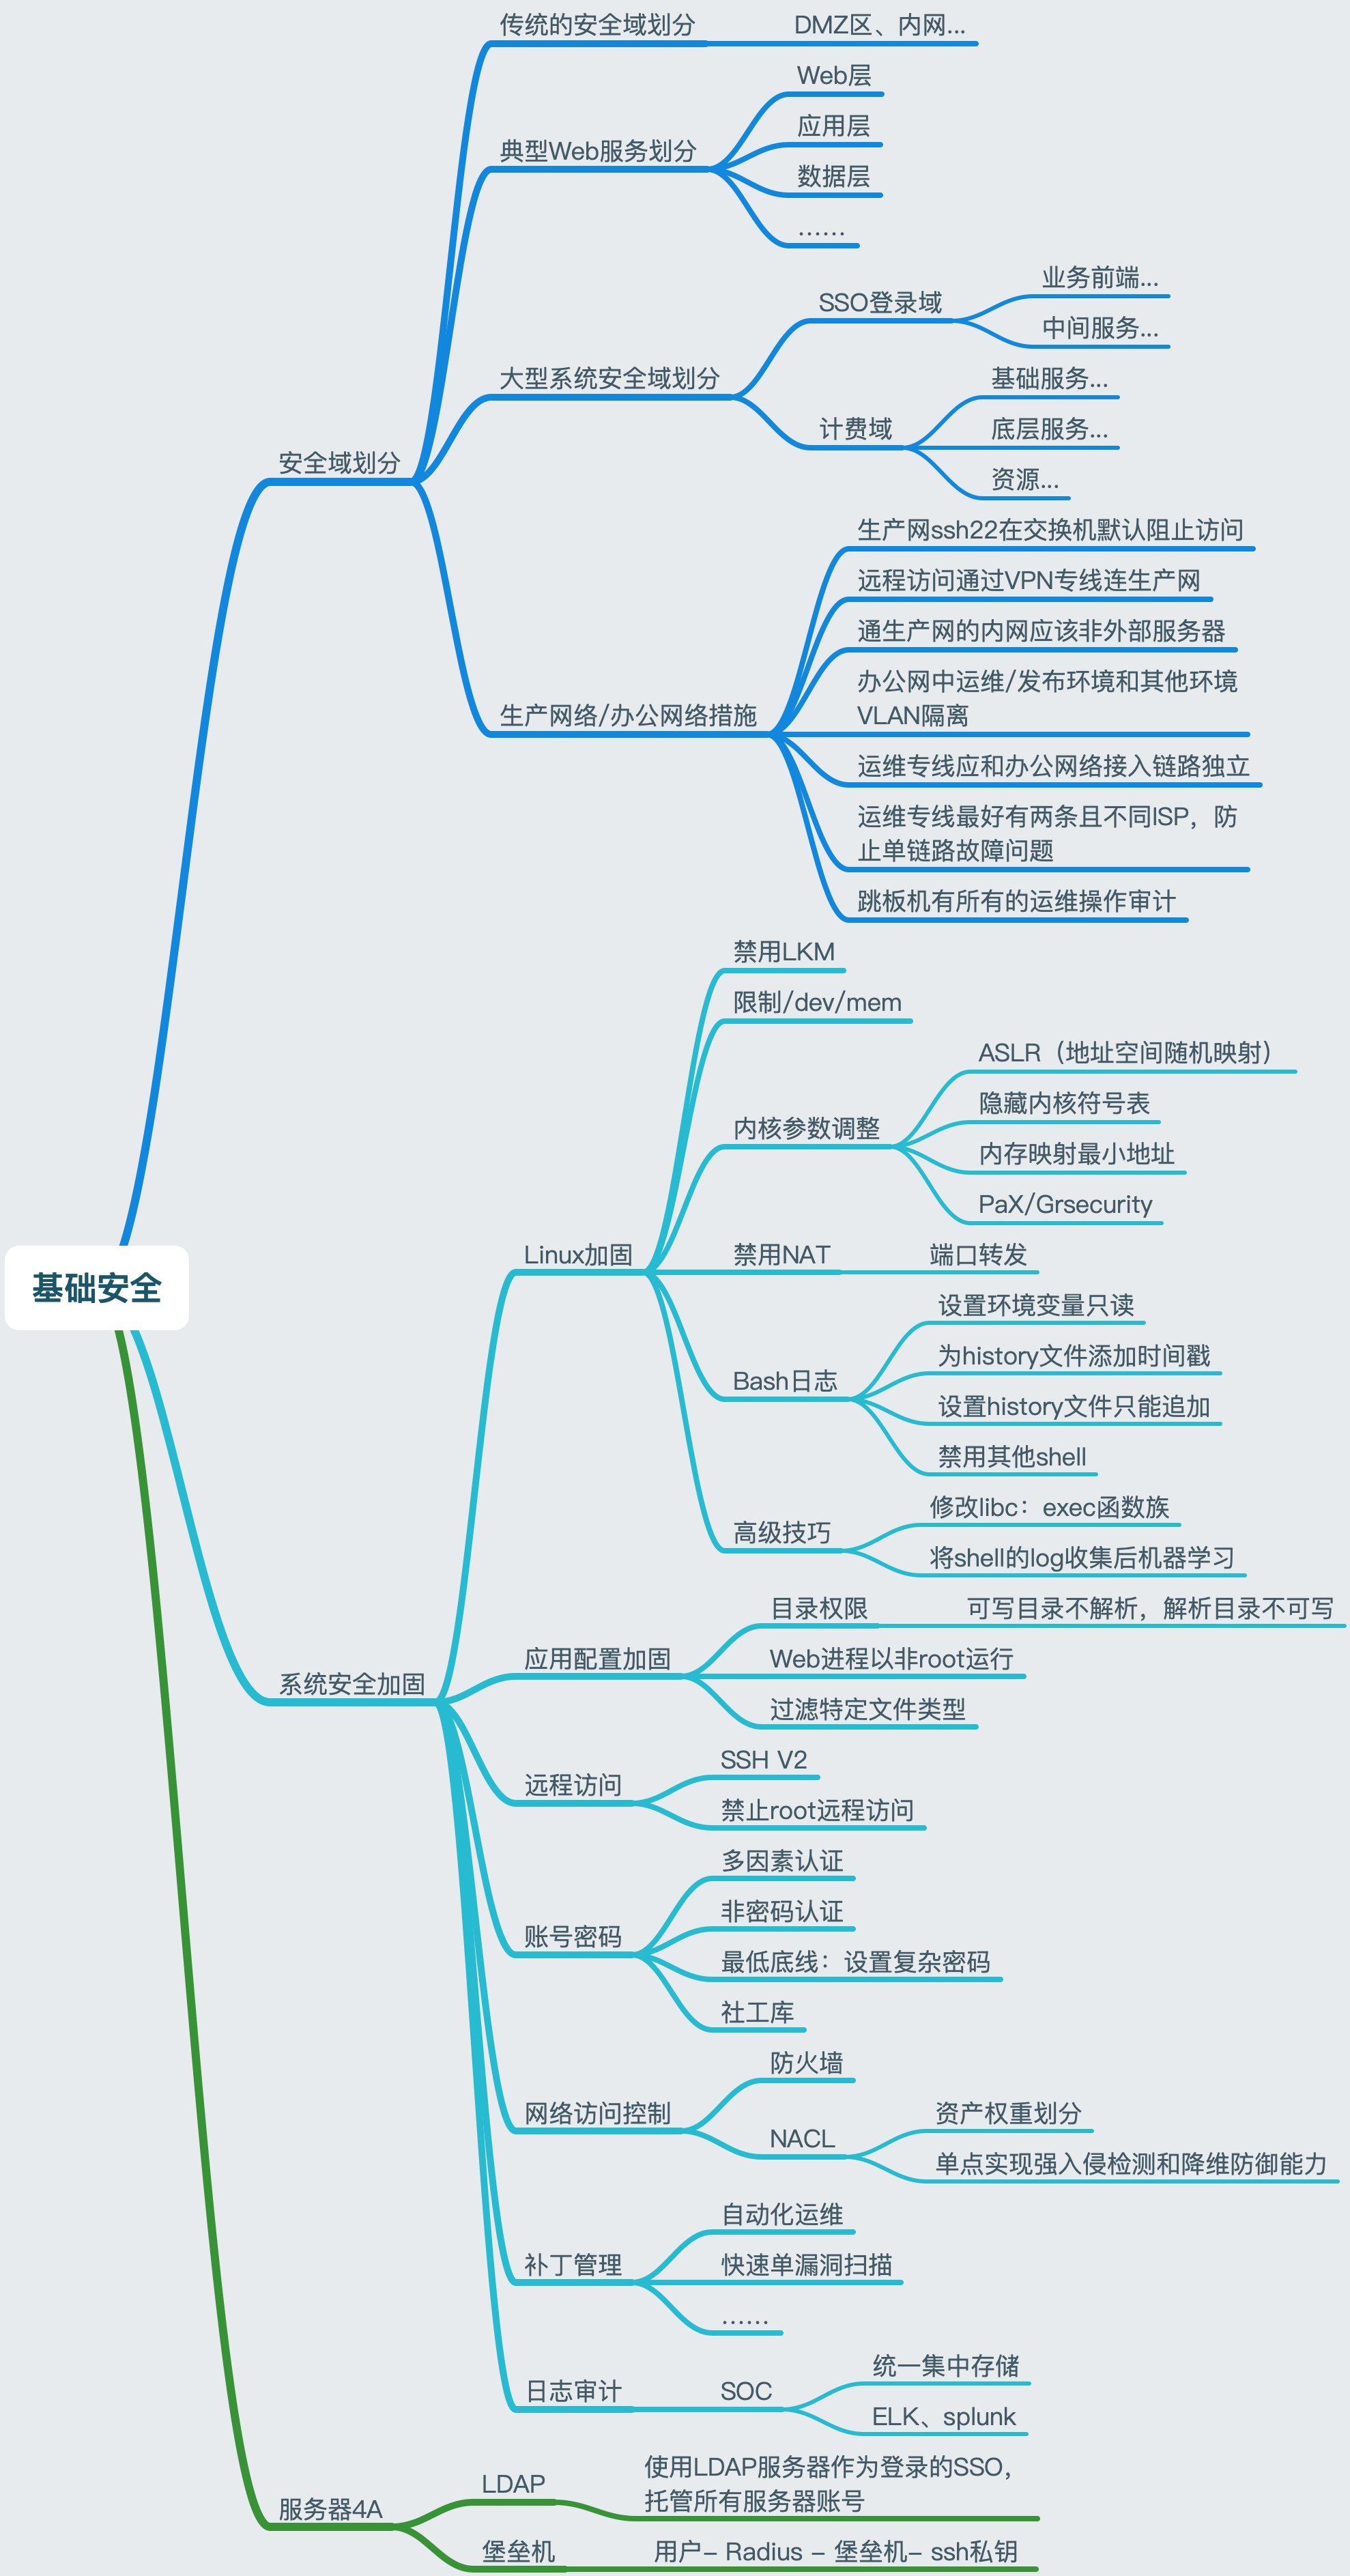 传统的安全域划分
DMZ区、内网...
Web层
应用层
典型Web服务划分
数据层
......
业务前端...
SSO登录域
中间服务...
大型系统安全域划分
基础服务...
计费域
底层服务...
安全域划分
资源...
生产网ssh22在交换机默认阻止访问
远程访问通过VPN专线连生产网
通生产网的内网应该非外部服务器
办公网中运维/发布环境和其他环境
VLAN隔离
生产网络/办公网络措施
运维专线应和办公网络接入链路独立
运维专线最好有两条且不同ISP，防
止单链路故障问题
跳板机有所有的运维操作审计
禁用LKM
限制/dev/mem
ASLR（地址空间随机映射）
隐藏内核符号表
内核参数调整
内存映射最小地址
PaX/Grsecurity
Linux加固
禁用NAT
端口转发
基础安全
设置环境变量只读
为history文件添加时间戳
Bash日志
设置history文件只能追加
禁用其他shell
修改libc：exec函数族
高级技巧
将shell的log收集后机器学习
目录权限
可写目录不解析，解析目录不可写
应用配置加固
Web进程以非root运行
系统安全加固
过滤特定文件类型
SSH V2
远程访问
禁止root远程访问
多因素认证
非密码认证
账号密码
最低底线：设置复杂密码
社工库
防火墙
网络访问控制
资产权重划分
NACL
单点实现强入侵检测和降维防御能力
自动化运维
补丁管理
快速单漏洞扫描
......
统一集中存储
日志审计
SOC
ELK、splunk
使用LDAP服务器作为登录的SSO，
LDAP
托管所有服务器账号
服务器4A
堡垒机
用户– Radius – 堡垒机– ssh私钥